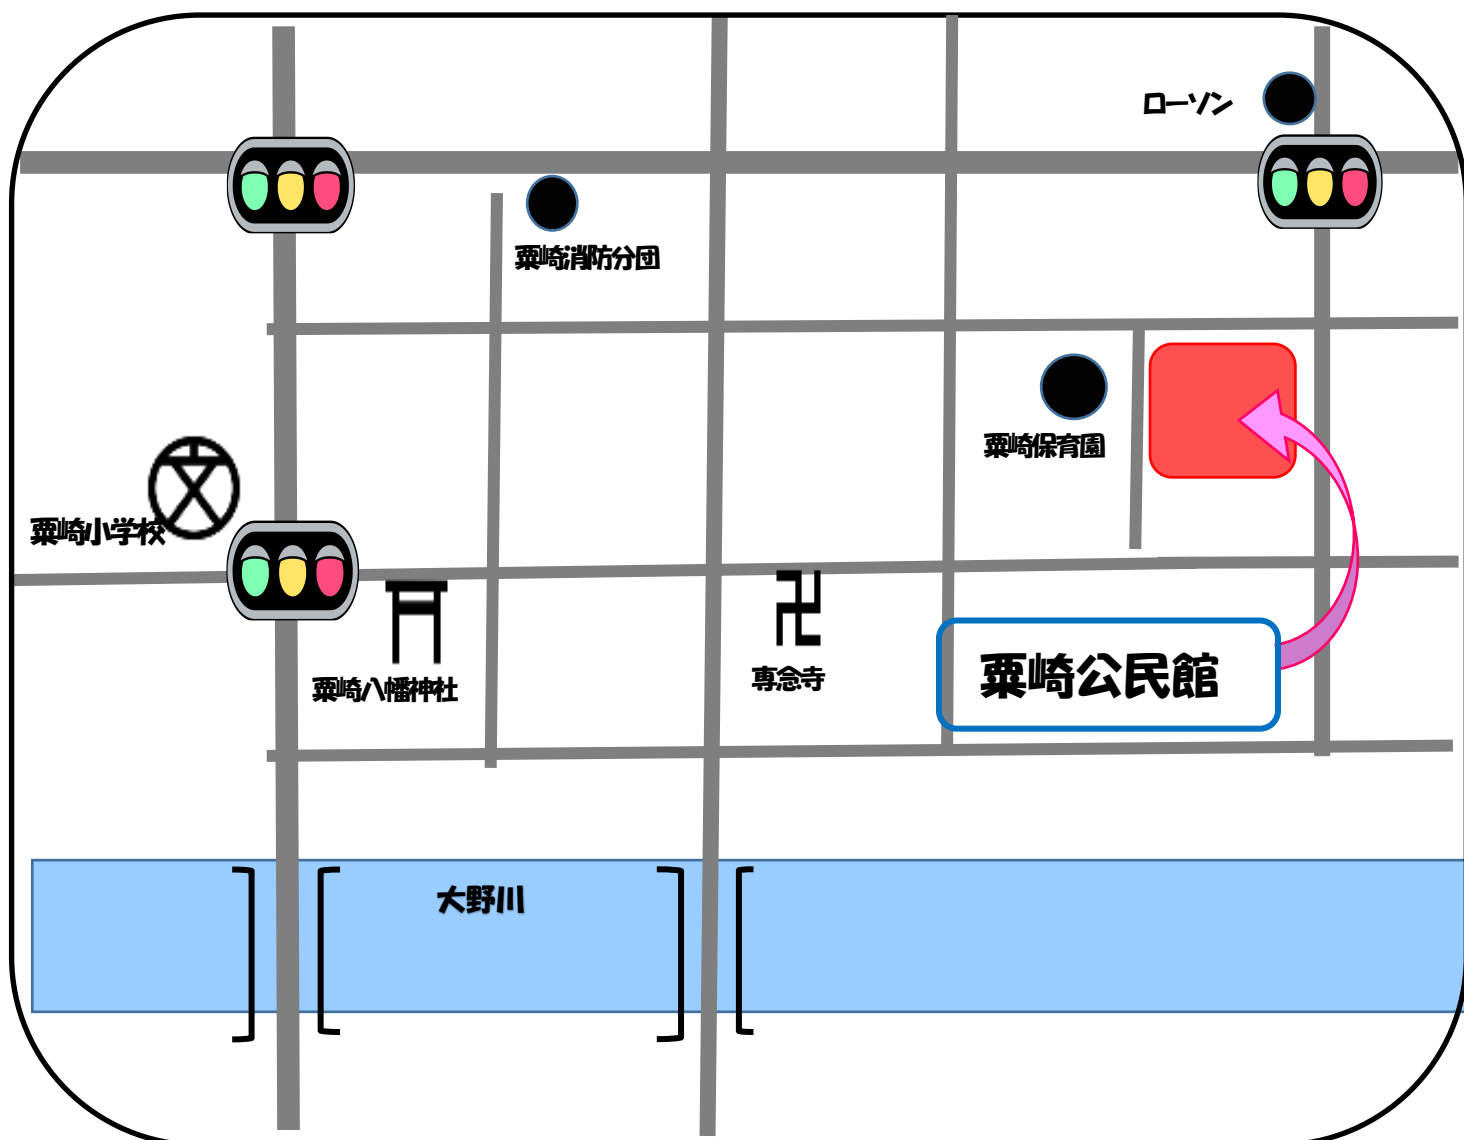 ローソン
粟崎消防分団
粟崎保育園
粟崎小学校
粟崎八幡神社
専念寺
粟崎公民館
大野川